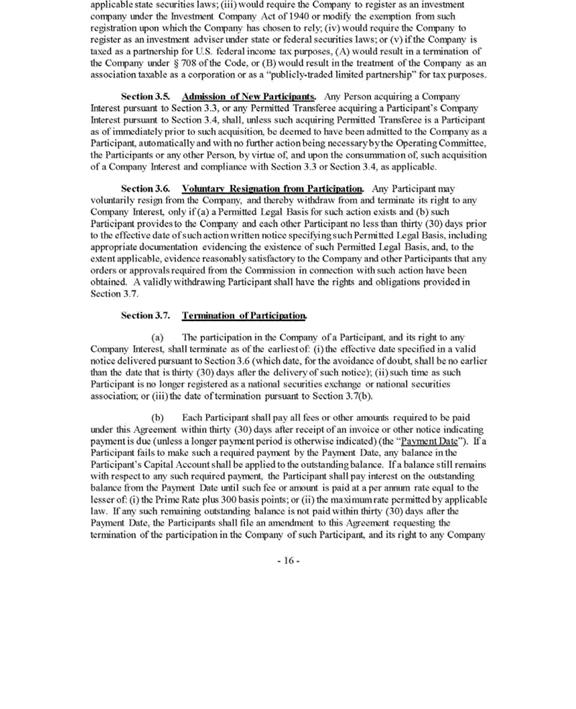 applicable state securities laws; (iii) would require the Company to register as an investment
company under the Investment Company Act of 1940 or modify the exemption from such
registration upon which the Company has chosen to rely; (iv) would require the Company to
register as an investment adviser under state or federal securities laws; or (v) if the Company is
taxed as a partnership for U.S. federal income tax purposes, (A) would result in a termination of
the Company under § 708 of the Code, or (B) would result in the treatment of the Company as an
association taxable as a corporation or as a "publicly-traded limited partnership" for tax purposes.
Section 3.5. Admission of New Participants. Any Person acquiring a Company
Interest pursuant to Section 3.3, or any Permitted Transferee acquiring a Participant's Company
Interest pursuant to Section 3.4, shall, unless such acquiring Permitted Transferee is a Participant
as of immediately prior to such acquisition, be deemed to have been admitted to the Company as a
Participant, automatically and with no further action being necessary by the Operating Committee,
the Participants or any other Person, by virtue of, and upon the consummation of, such acquisition
of a Company Interest and compliance with Section 3.3 or Section 3.4, as applicable.
Section 3.6. Voluntary Resignation from Participation. Any Participant may
voluntarily resign from the Company, and thereby withdraw from and terminate its right to any
Company Interest, only if (a) a Permitted Legal Basis for such action exists and (b) such
Participant provides to the Company and each other Participant no less than thirty (30) days prior
to the effective date of such action written notice specifying such Permitted Legal Basis, including
appropriate documentation evidencing the existence of such Permitted Legal Basis, and, to the
extent applicable, evidence reasonably satisfactory to the Company and other Participants that any
orders or approvals required from the Commission in connection with such action have been
obtained. A validly withdrawing Participant shall have the rights and obligations provided in
Section 3.7.
Section 3.7. Termination of Participation.
(a) The participation in the Company of a Participant, and its right to any
Company Interest, shall terminate as of the earliest of: (i) the effective date specified in a valid
notice delivered pursuant to Section 3.6 (which date, for the avoidance of doubt, shall be no earlier
than the date that is thirty (30) days after the delivery of such notice); (ii) such time as such
Participant is no longer registered as a national securities exchange or national securities
association; or (iii) the date of termination pursuant to Section 3.7(b).
(b) Each Participant shall pay all fees or other amounts required to be paid
under this Agreement within thirty (30) days after receipt of an invoice or other notice indicating
payment is due (unless a longer payment period is otherwise indicated) (the "Payment Date"). If a
Participant fails to make such a required payment by the Payment Date, any balance in the
Participant's Capital Account shall be applied to the outstanding balance. If a balance still remains
with respect to any such required payment, the Participant shall pay interest on the outstanding
balance from the Payment Date until such fee or amount is paid at a per annum rate equal to the
lesser of: (i) the Prime Rate plus 300 basis points; or (ii) the maximum rate permitted by applicable
law. If any such remaining outstanding balance is not paid within thirty (30) days after the
Payment Date, the Participants shall file an amendment to this Agreement requesting the
termination of the participation in the Company of such Participant, and its right to any Company
- 16 -